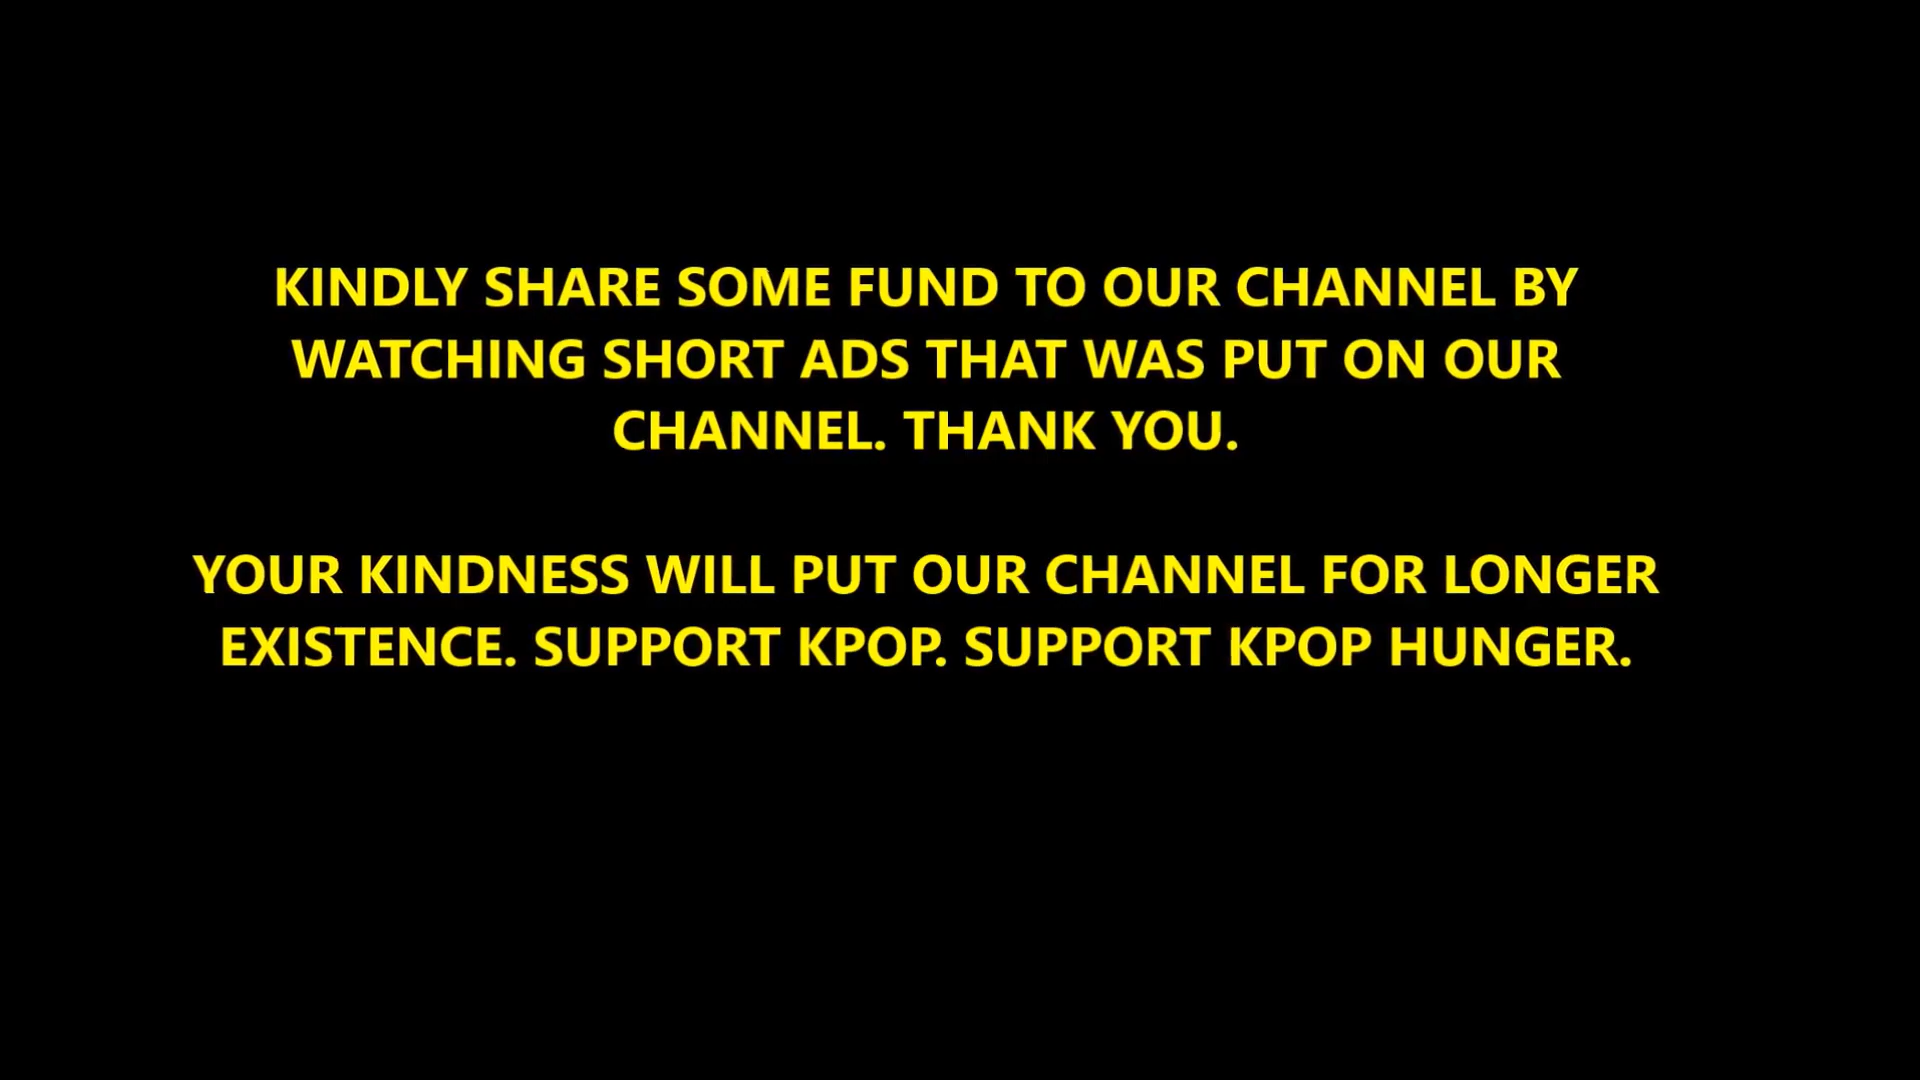 KINDLY SHARE SOME FUND TO OUR CHANNEL BY
WATCHING SHORT ADS THAT WAS PUT ON OUR
CHANNEL. THANK YOU.
YOUR KINDNESS WILL PUT OUR CHANNEL FOR LONGER
EXISTENCE. SUPPORT KPOP. SUPPORT KPOP HUNGER.